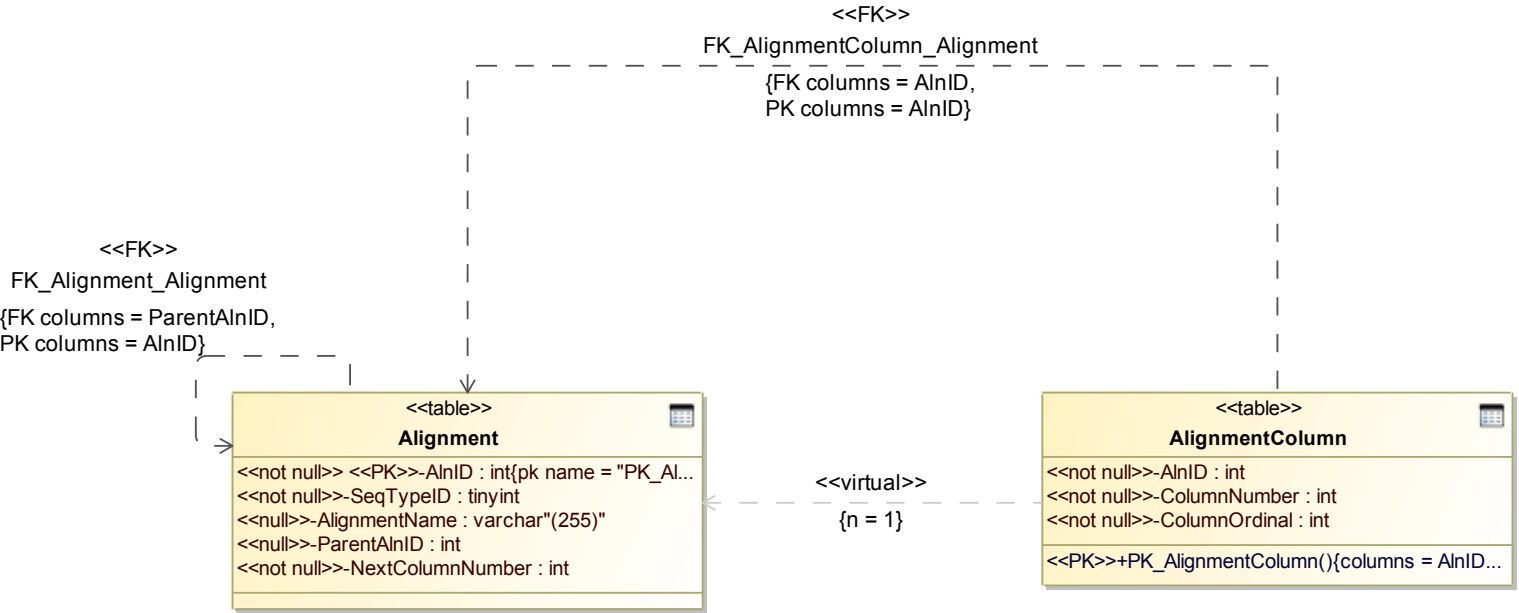 <<FK>>
FK_AlignmentColumn_Alignment
{FK columns = AlnID,
PK columns = AlnID}
<<FK>>
FK_Alignment_Alignment
{FK columns = ParentAlnID,
PK columns = AlnID}
<<table>>
Alignment
<<not null>> <<PK>>-AlnID : int{pk name = "PK_Al...
<<not null>>-SeqTypeID : tinyint
<<null>>-AlignmentName : varchar"(255)"
<<null>>-ParentAlnID : int
<<not null>>-NextColumnNumber : int
<<virtual>>
{n = 1}
<<table>>
AlignmentColumn
<<not null>>-AlnID : int
<<not null>>-ColumnNumber : int
<<not null>>-ColumnOrdinal : int
<<PK>>+PK_AlignmentColumn(){columns = AlnID...